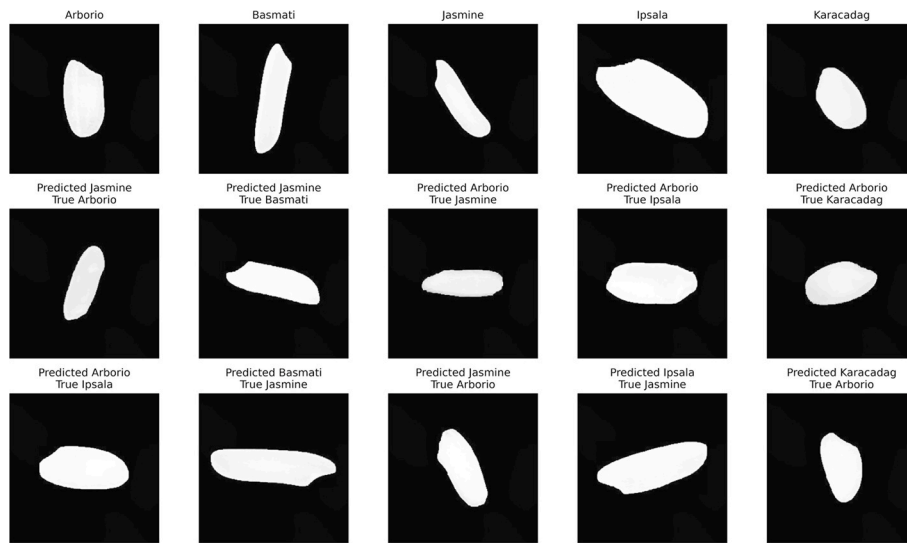 Arborio
Basmati
Jasmine
Ipsala
Karacadag
Predicted Jasmine
True Arborio
Predicted Jasmine
True Basmati
Predicted Arborio
True Jasmine
Predicted Arborio
True Ipsala
Predicted Arborio
True Karacadag
Predicted Arborio
True Ipsala
Predicted Basmati
True Jasmine
Predicted Jasmine
True Arborio
Predicted Ipsala
True Jasmine
Predicted Karacadag
True Arborio